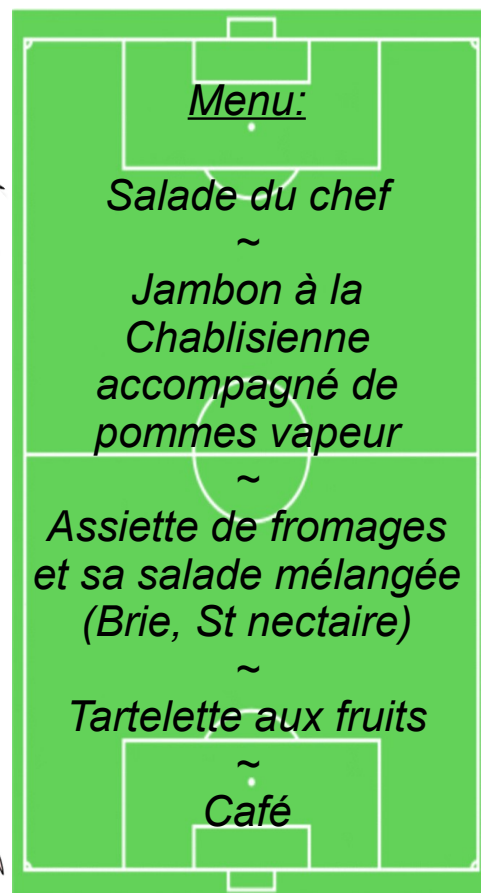 Menu:
Salade du chef
~
Jambon à la
Chablisienne
accompagné de
pommes vapeur
~
Assiette de fromages
et sa salade mélangée
(Brie, St nectaire)
~
Tartelette aux fruits
~
Café